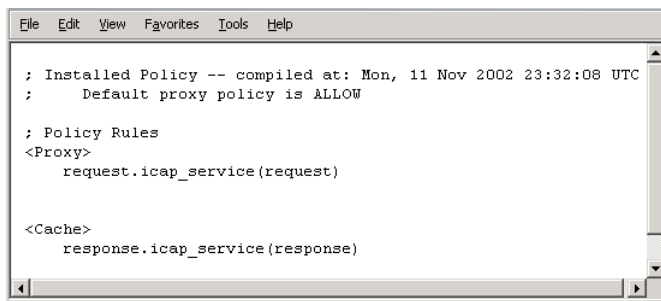 File Edit View Favorites Tools Help
; Installed Policy -- compiled at: Mon, 11 Nov 2002 23:32:08 UTC
; Default proxy policy is ALLOW
; Policy Rules
<Proxy>
request.icap_service(request)
<Cache>
response.icap_service(response)